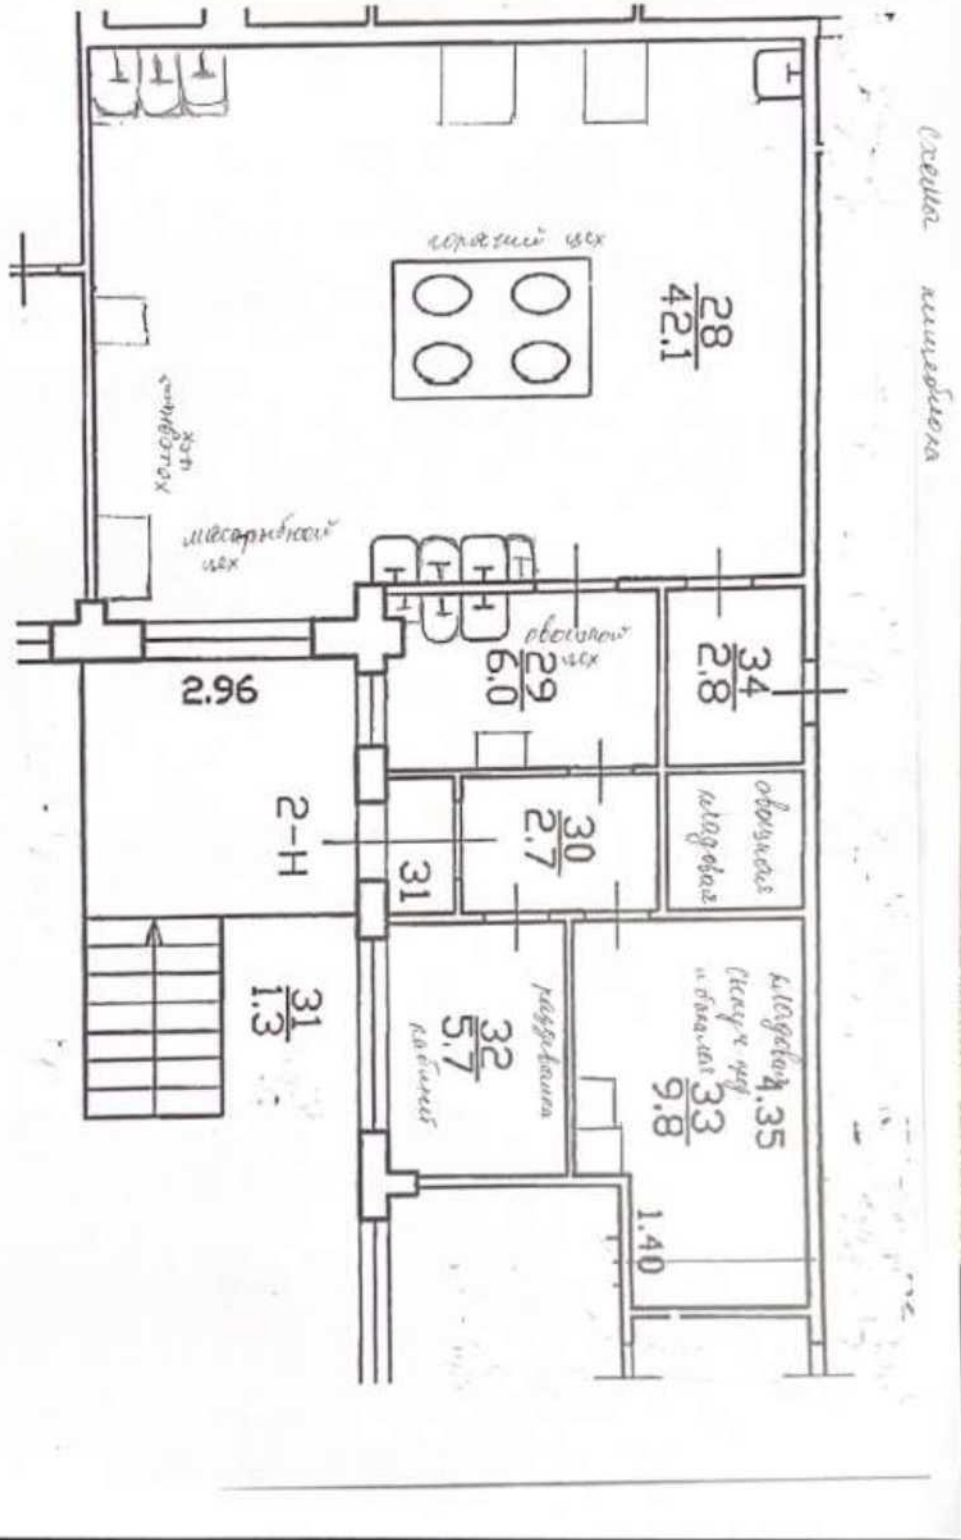 Схема пищеблока
горячий цех
28
42.1
холодный
цех
мясорыбной
цех
овощной
цех
29
6.0
34
2.8
2.96
2-Н
30
2.7
31
овощная
кладовая
31
1.3
32
5.7
раздевалка
кабинет
кладовая
4.35
33
9.8
1.40